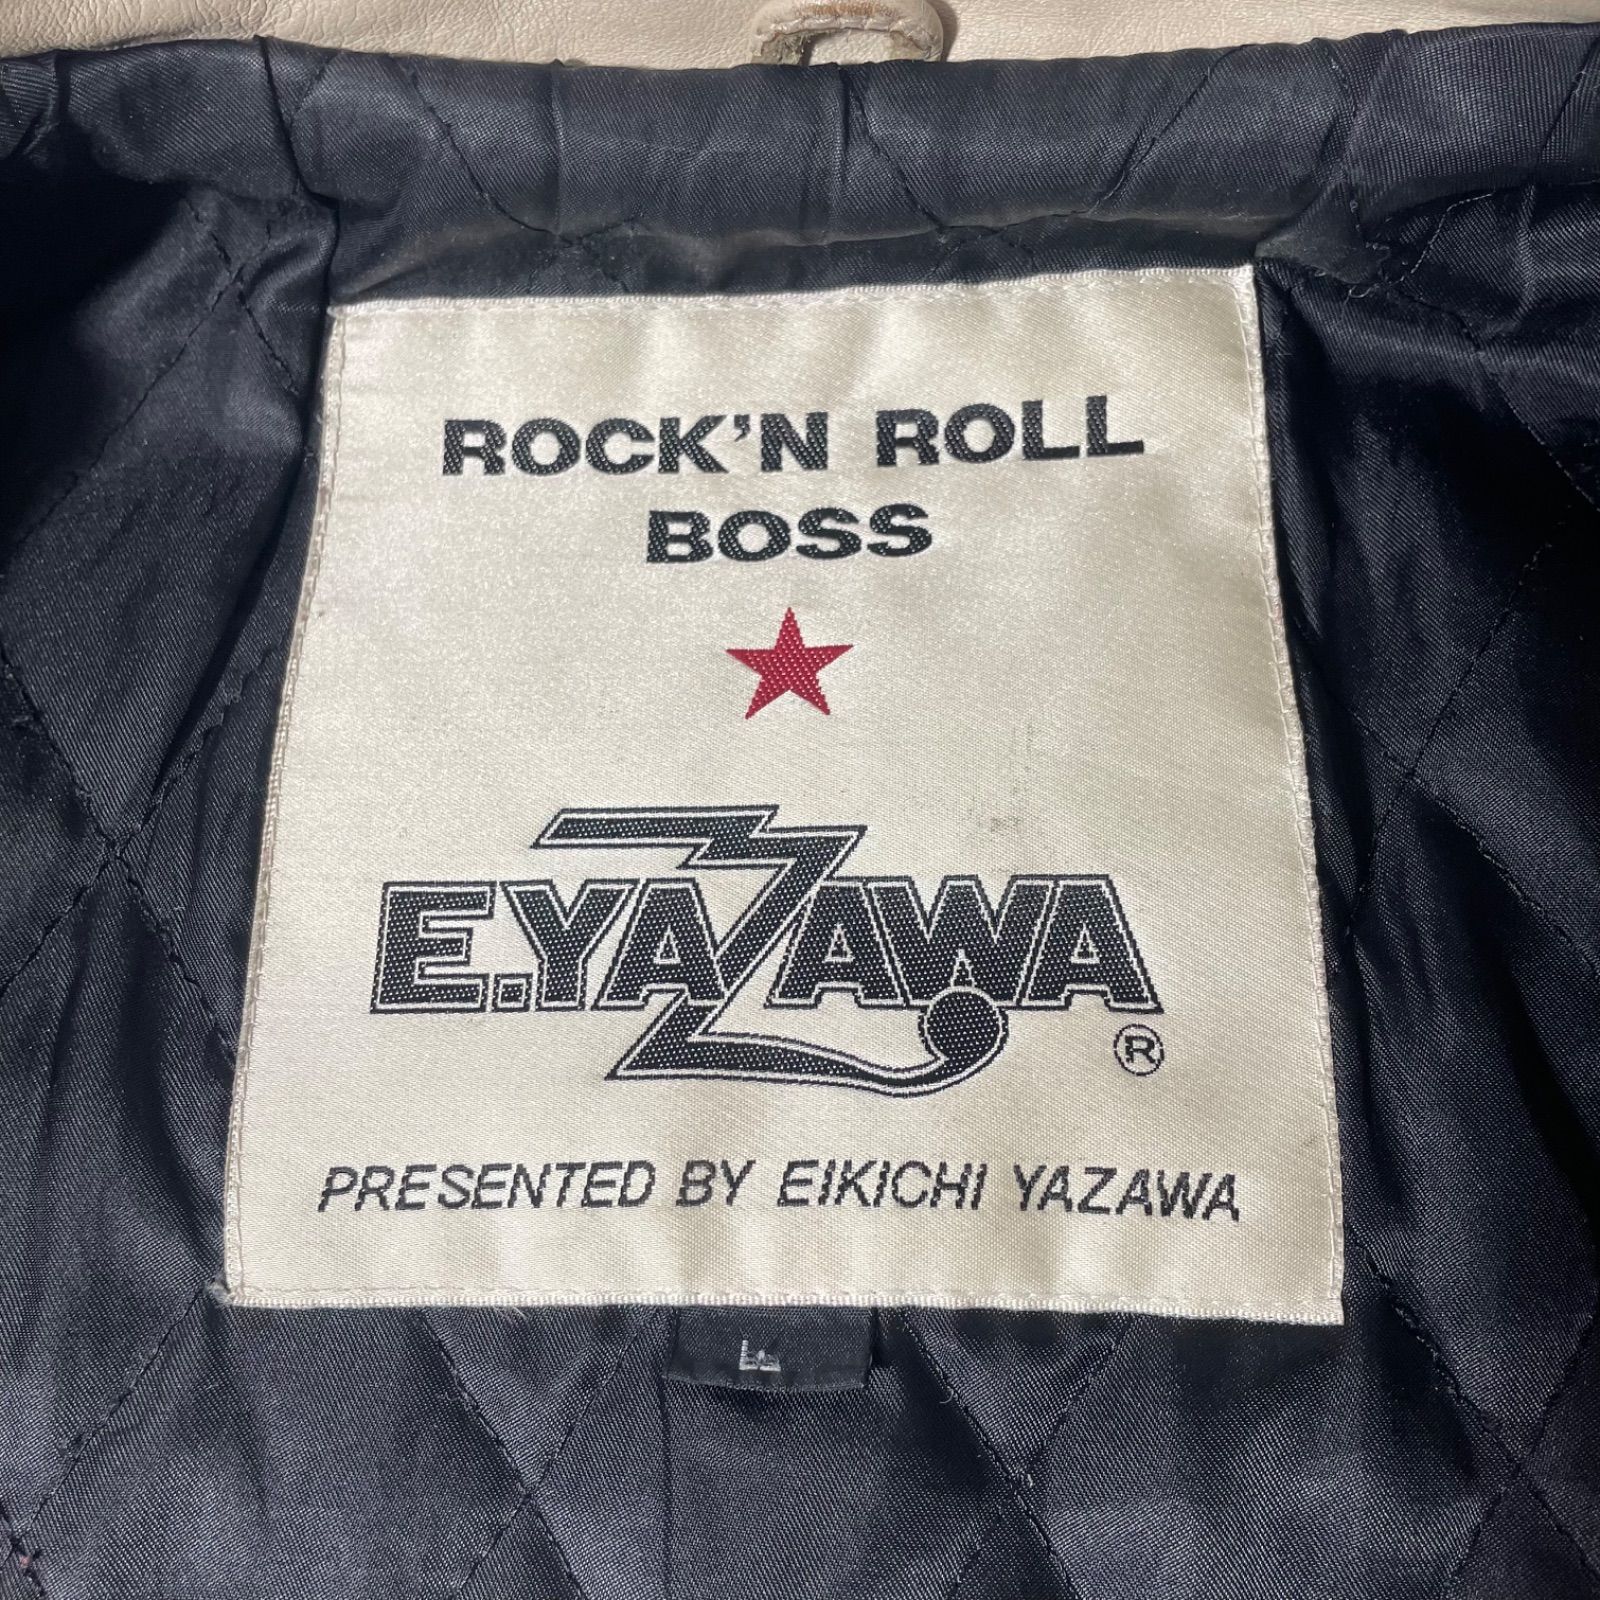 ROCK'N ROLL
BOSS
E.YAZAWA
®
PRESENTED BY EIKICHI YAZAWA
L